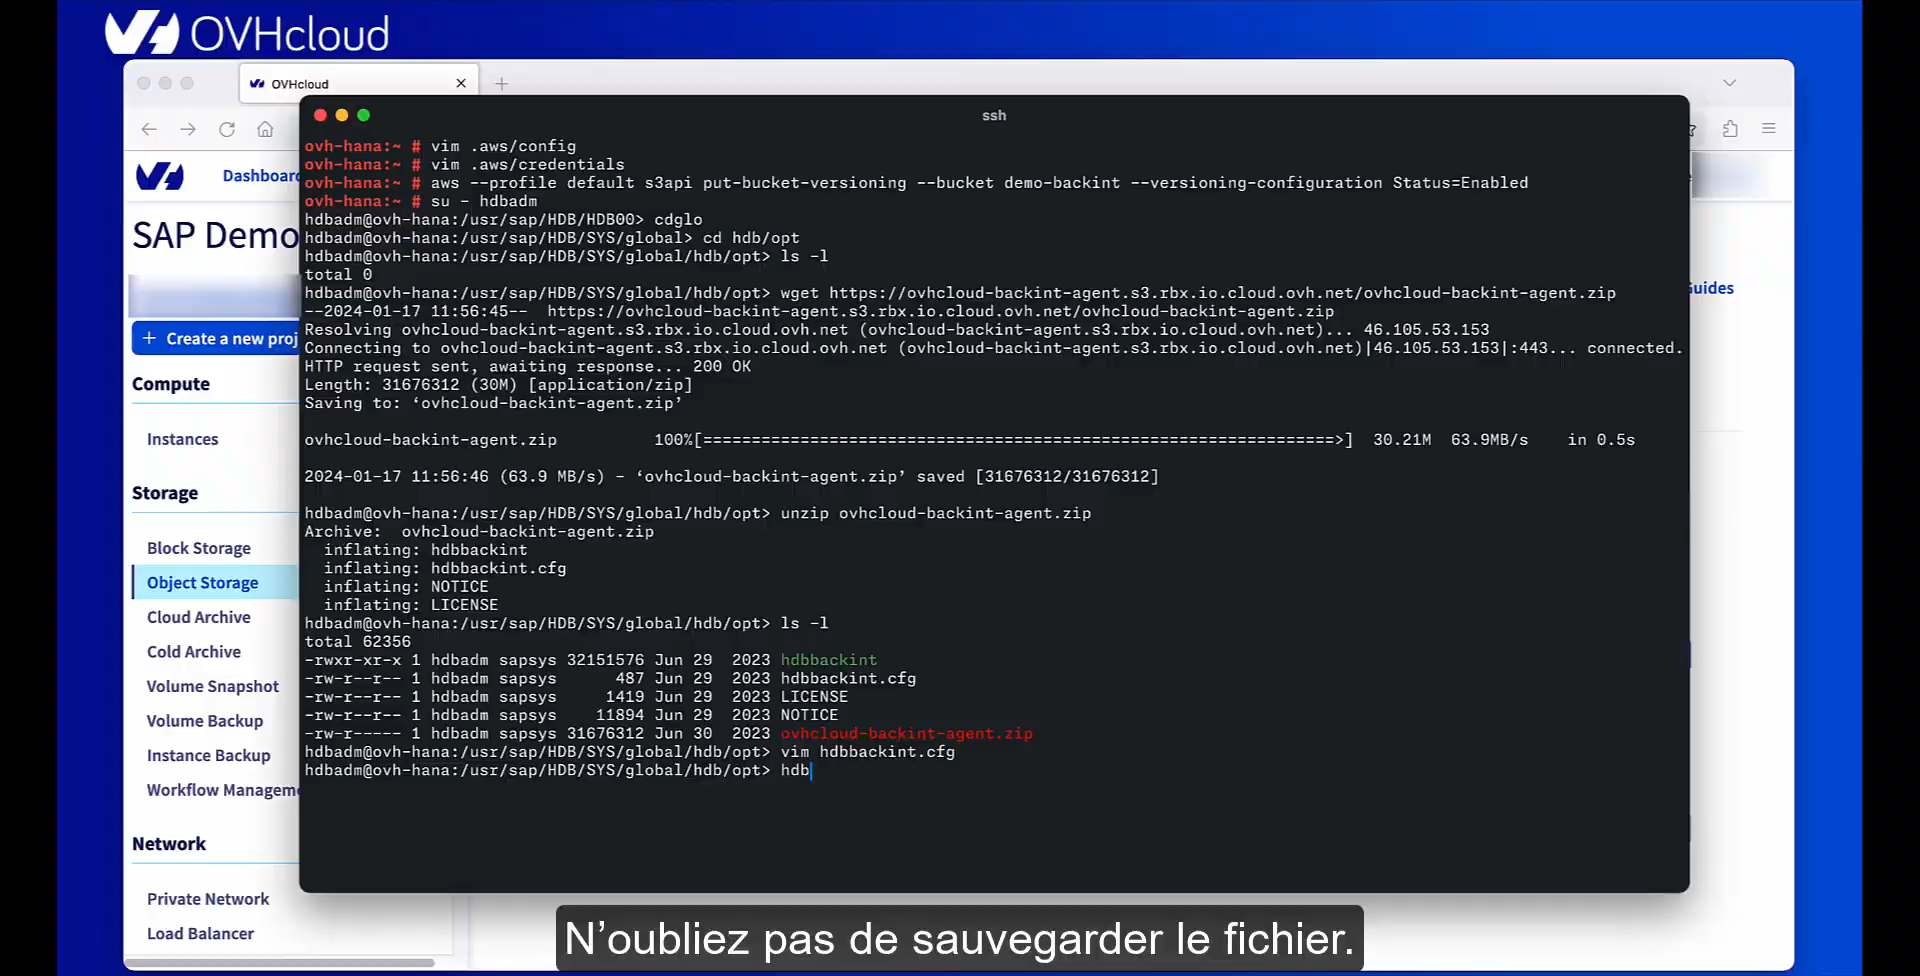 OVHcloud
OVHcloud
ssh
Dashboard
SAP Demo
Create a new proj
Compute
Instances
Storage
Block Storage
Object Storage
Cloud Archive
Cold Archive
Volume Snapshot
Volume Backup
Instance Backup
Workflow Manageme
Network
Private Network
Load Balancer
Guides
ovh-hana:~ # vim .aws/config
ovh-hana:~ # vim .aws/credentials
ovh-hana:~ # aws --profile default s3api put-bucket-versioning --bucket demo-backint --versioning-configuration Status=Enabled
ovh-hana:~ # su - hdbadm
hdbadm@ovh-hana:/usr/sap/HDB/HDB00> cdglo
hdbadm@ovh-hana:/usr/sap/HDB/SYS/global> cd hdb/opt
hdbadm@ovh-hana:/usr/sap/HDB/SYS/global/hdb/opt> ls -l
total 0
hdbadm@ovh-hana:/usr/sap/HDB/SYS/global/hdb/opt> wget https://ovhcloud-backint-agent.s3.rbx.io.cloud.ovh.net/ovhcloud-backint-agent.zip
--2024-01-17 11:56:45--  https://ovhcloud-backint-agent.s3.rbx.io.cloud.ovh.net/ovhcloud-backint-agent.zip
Resolving ovhcloud-backint-agent.s3.rbx.io.cloud.ovh.net (ovhcloud-backint-agent.s3.rbx.io.cloud.ovh.net)... 46.105.53.153
Connecting to ovhcloud-backint-agent.s3.rbx.io.cloud.ovh.net (ovhcloud-backint-agent.s3.rbx.io.cloud.ovh.net)|46.105.53.153|:443... connected.
HTTP request sent, awaiting response... 200 OK
Length: 31676312 (30M) [application/zip]
Saving to: ‘ovhcloud-backint-agent.zip’
ovhcloud-backint-agent.zip 100%[=================================================================>] 30.21M 63.9MB/s in 0.5s
2024-01-17 11:56:46 (63.9 MB/s) - ‘ovhcloud-backint-agent.zip’ saved [31676312/31676312]
hdbadm@ovh-hana:/usr/sap/HDB/SYS/global/hdb/opt> unzip ovhcloud-backint-agent.zip
Archive:  ovhcloud-backint-agent.zip
inflating: hdbbackint
inflating: hdbbackint.cfg
inflating: NOTICE
inflating: LICENSE
hdbadm@ovh-hana:/usr/sap/HDB/SYS/global/hdb/opt> ls -l
total 62356
-rwxr-xr-x 1 hdbadm sapsys 32151576 Jun 29  2023 hdbbackint
-rw-r--r-- 1 hdbadm sapsys      487 Jun 29  2023 hdbbackint.cfg
-rw-r--r-- 1 hdbadm sapsys     1419 Jun 29  2023 LICENSE
-rw-r--r-- 1 hdbadm sapsys    11894 Jun 29  2023 NOTICE
-rw-r----- 1 hdbadm sapsys 31676312 Jun 30  2023 ovhcloud-backint-agent.zip
hdbadm@ovh-hana:/usr/sap/HDB/SYS/global/hdb/opt> vim hdbbackint.cfg
hdbadm@ovh-hana:/usr/sap/HDB/SYS/global/hdb/opt> hdb
N’oubliez pas de sauvegarder le fichier.